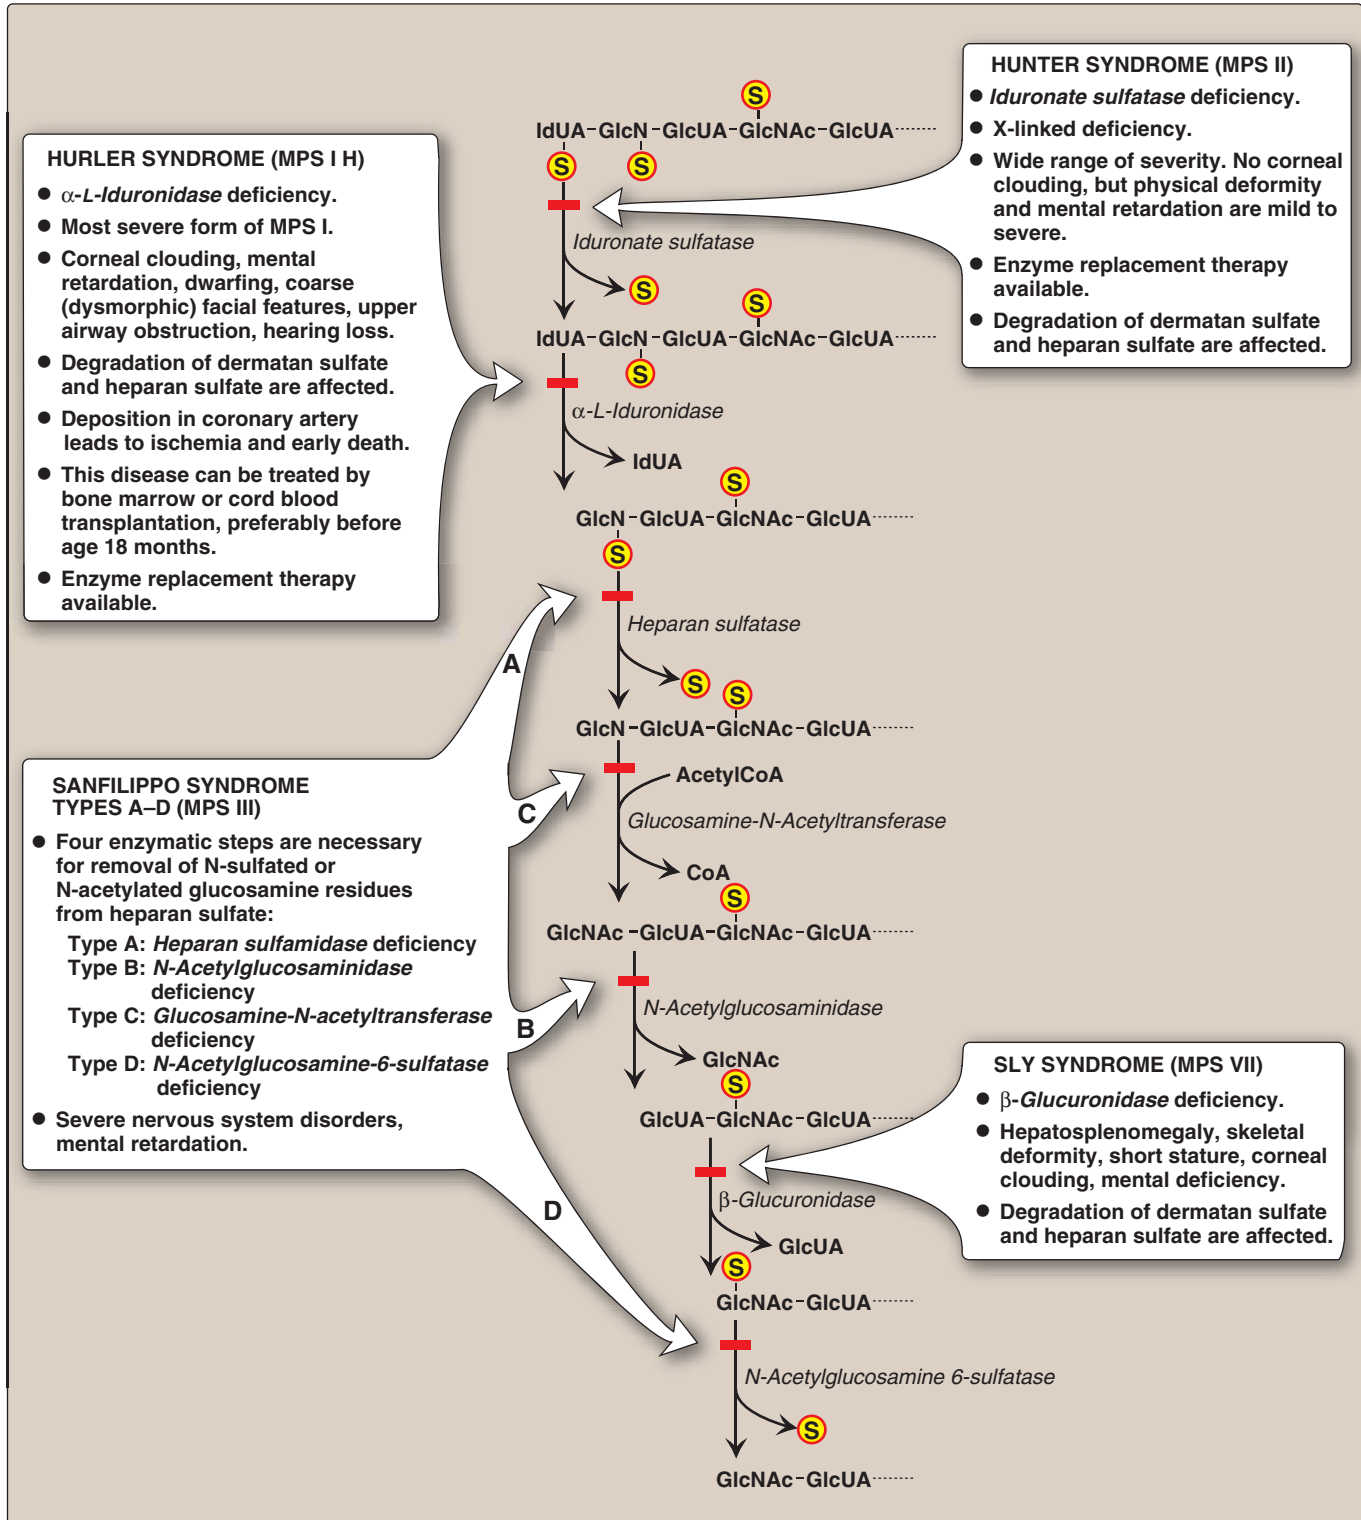 HUNTER SYNDROME (MPS II)
● Iduronate sulfatase deficiency.
● X-linked deficiency.
● Wide range of severity. No corneal
clouding, but physical deformity
and mental retardation are mild to
severe.
● Enzyme replacement therapy
available.
● Degradation of dermatan sulfate
and heparan sulfate are affected.
HURLER SYNDROME (MPS I H)
● α-L-Iduronidase deficiency.
● Most severe form of MPS I.
● Corneal clouding, mental
retardation, dwarfing, coarse
(dysmorphic) facial features, upper
airway obstruction, hearing loss.
● Degradation of dermatan sulfate
and heparan sulfate are affected.
● Deposition in coronary artery
leads to ischemia and early death.
● This disease can be treated by
bone marrow or cord blood
transplantation, preferably before
age 18 months.
● Enzyme replacement therapy
available.
S
IdUA–GlcN–GlcUA–GlcNAc–GlcUA
S S
Iduronate sulfatase
S
S
IdUA–GlcN–GlcUA–GlcNAc–GlcUA
S
α-L-Iduronidase
IdUA
S
GlcN–GlcUA–GlcNAc–GlcUA
S
Heparan sulfatase
A
S S
GlcN–GlcUA–GlcNAc–GlcUA
AcetylCoA
C
Glucosamine-N-Acetyltransferase
CoA
S
GlcNAc–GlcUA–GlcNAc–GlcUA
B
N-Acetylglucosaminidase
GlcNAc
S
GlcUA–GlcNAc–GlcUA
β-Glucuronidase
D
GlcUA
S
GlcNAc–GlcUA
N-Acetylglucosamine 6-sulfatase
S
GlcNAc–GlcUA
SANFILIPPO SYNDROME
TYPES A–D (MPS III)
● Four enzymatic steps are necessary
for removal of N-sulfated or
N-acetylated glucosamine residues
from heparan sulfate:
Type A: Heparan sulfamidase deficiency
Type B: N-Acetylglucosaminidase
deficiency
Type C: Glucosamine-N-acetyltransferase
deficiency
Type D: N-Acetylglucosamine-6-sulfatase
deficiency
● Severe nervous system disorders,
mental retardation.
SLY SYNDROME (MPS VII)
● β-Glucuronidase deficiency.
● Hepatosplenomegaly, skeletal
deformity, short stature, corneal
clouding, mental deficiency.
● Degradation of dermatan sulfate
and heparan sulfate are affected.